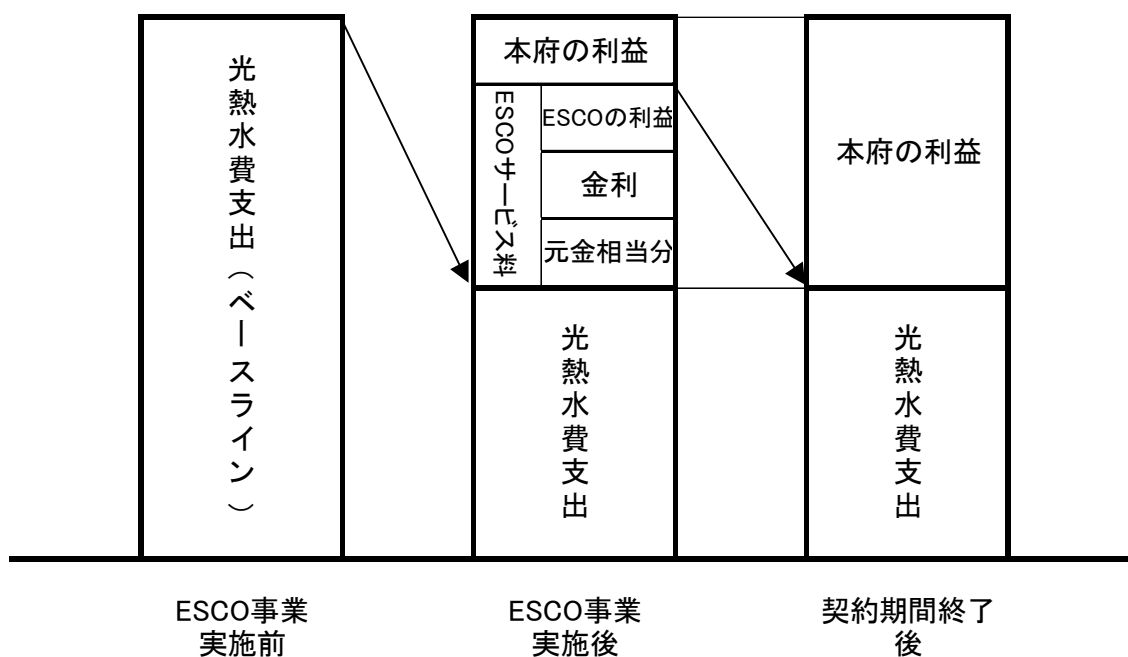 光熱水費支出（ベースライン）
本府の利益
ESCOサービス料
ESCOの利益
金利
元金相当分
光熱水費支出
本府の利益
光熱水費支出
ESCO事業
実施前
ESCO事業
実施後
契約期間終了
後